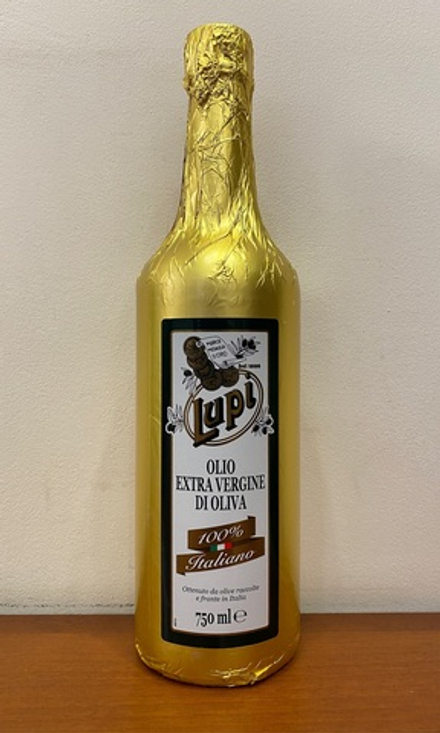 Lupi
OLIO
EXTRA VERGINE
DI OLIVA
100%
Italiano
Ottenuto da olive raccolte
e frante in Italia
750 ml ℮